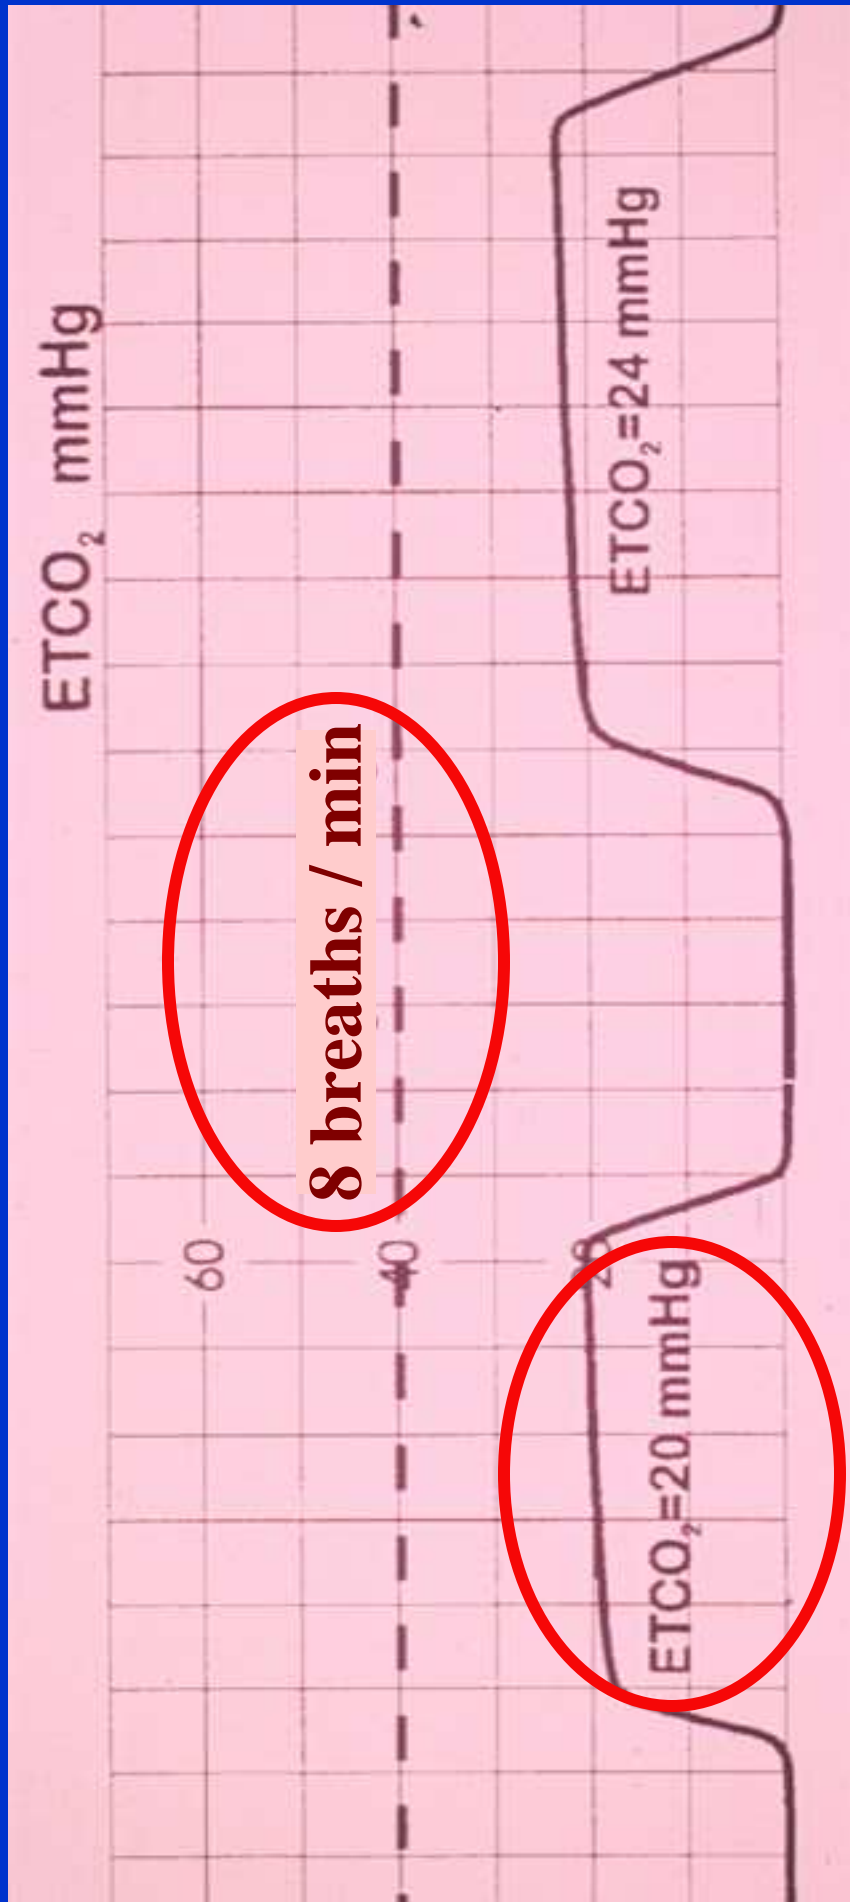 ETCO₂ mmHg
8 breaths / min
60
40
20
ETCO₂=20 mmHg
ETCO₂=24 mmHg